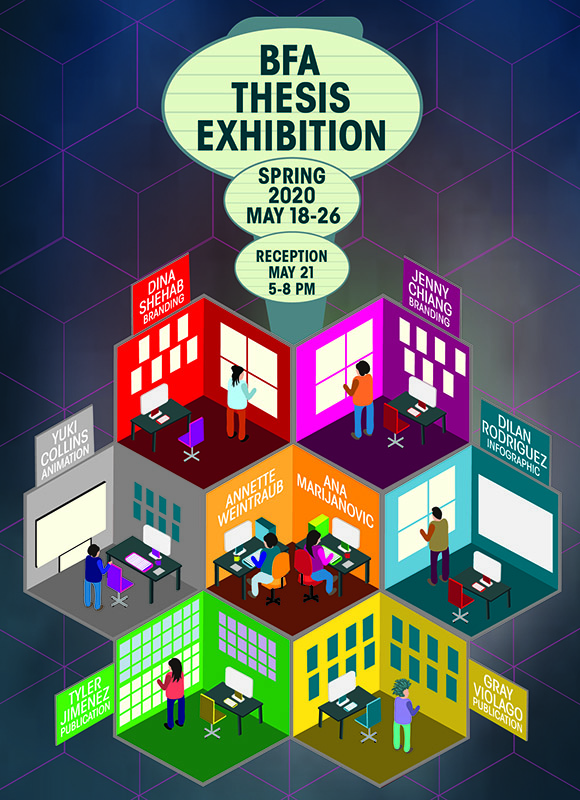 BFA
THESIS
EXHIBITION
SPRING
2020
MAY 18-26
RECEPTION
MAY 21
5-8 PM
DINA
SHEHAB
BRANDING
JENNY
CHIANG
BRANDING
YUKI
COLLINS
ANIMATION
DILAN
RODRIGUEZ
INFOGRAPHIC
ANNETTE
WEINTRAUB
ANA
MARIJANOVIC
TYLER
JIMENEZ
PUBLICATION
GRAY
VIOLAGO
PUBLICATION